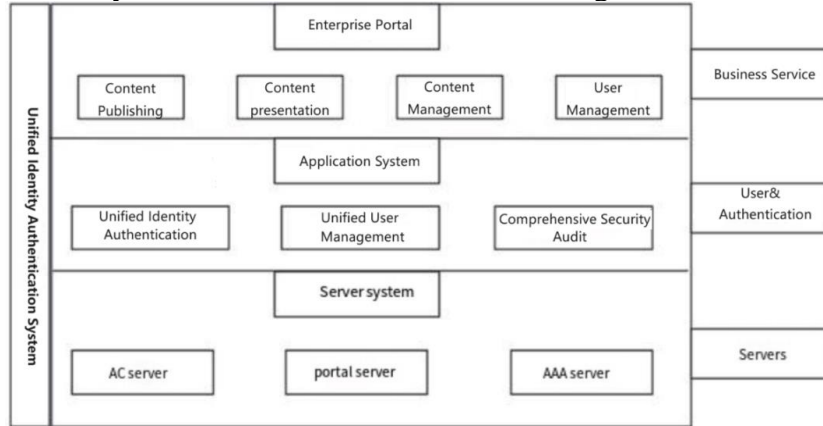 Enterprise Portal
Content
Publishing
Content
presentation
Content
Management
User
Management
Business Service
Unified Identity Authentication System
Application System
Unified Identity
Authentication
Unified User
Management
Comprehensive Security
Audit
User&
Authentication
Server system
AC server
portal server
AAA server
Servers